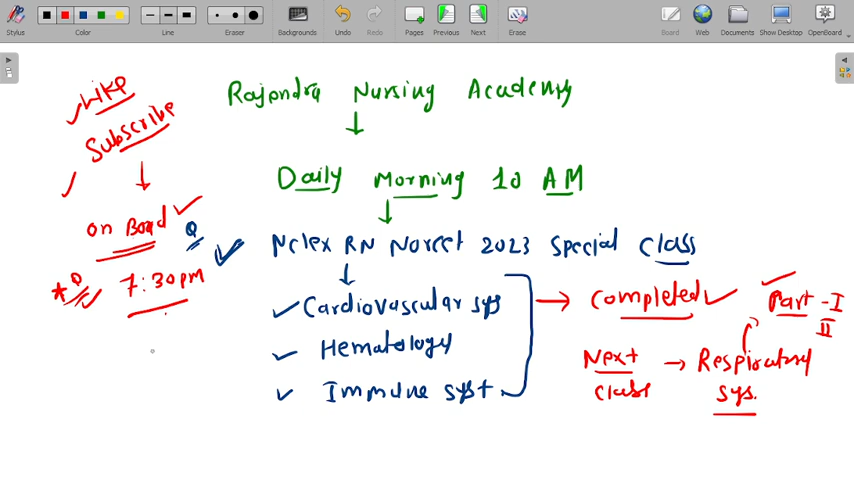 Stylus
Color
Line
Eraser
Backgrounds
Undo
Redo
Pages
Previous
Next
Erase
Board
Web
Documents
Show Desktop
OpenBoard
Like
Subscribe
on Board
Q
Q
7:30pm
Rajendra Nursing Academy
Daily Morning 10 AM
Nclex RN Norcet 2023 Special Class
Cardiovascular sys
Hematology
Immune syst
Completed
Part - I
II
Next class
Respiratory
sys.